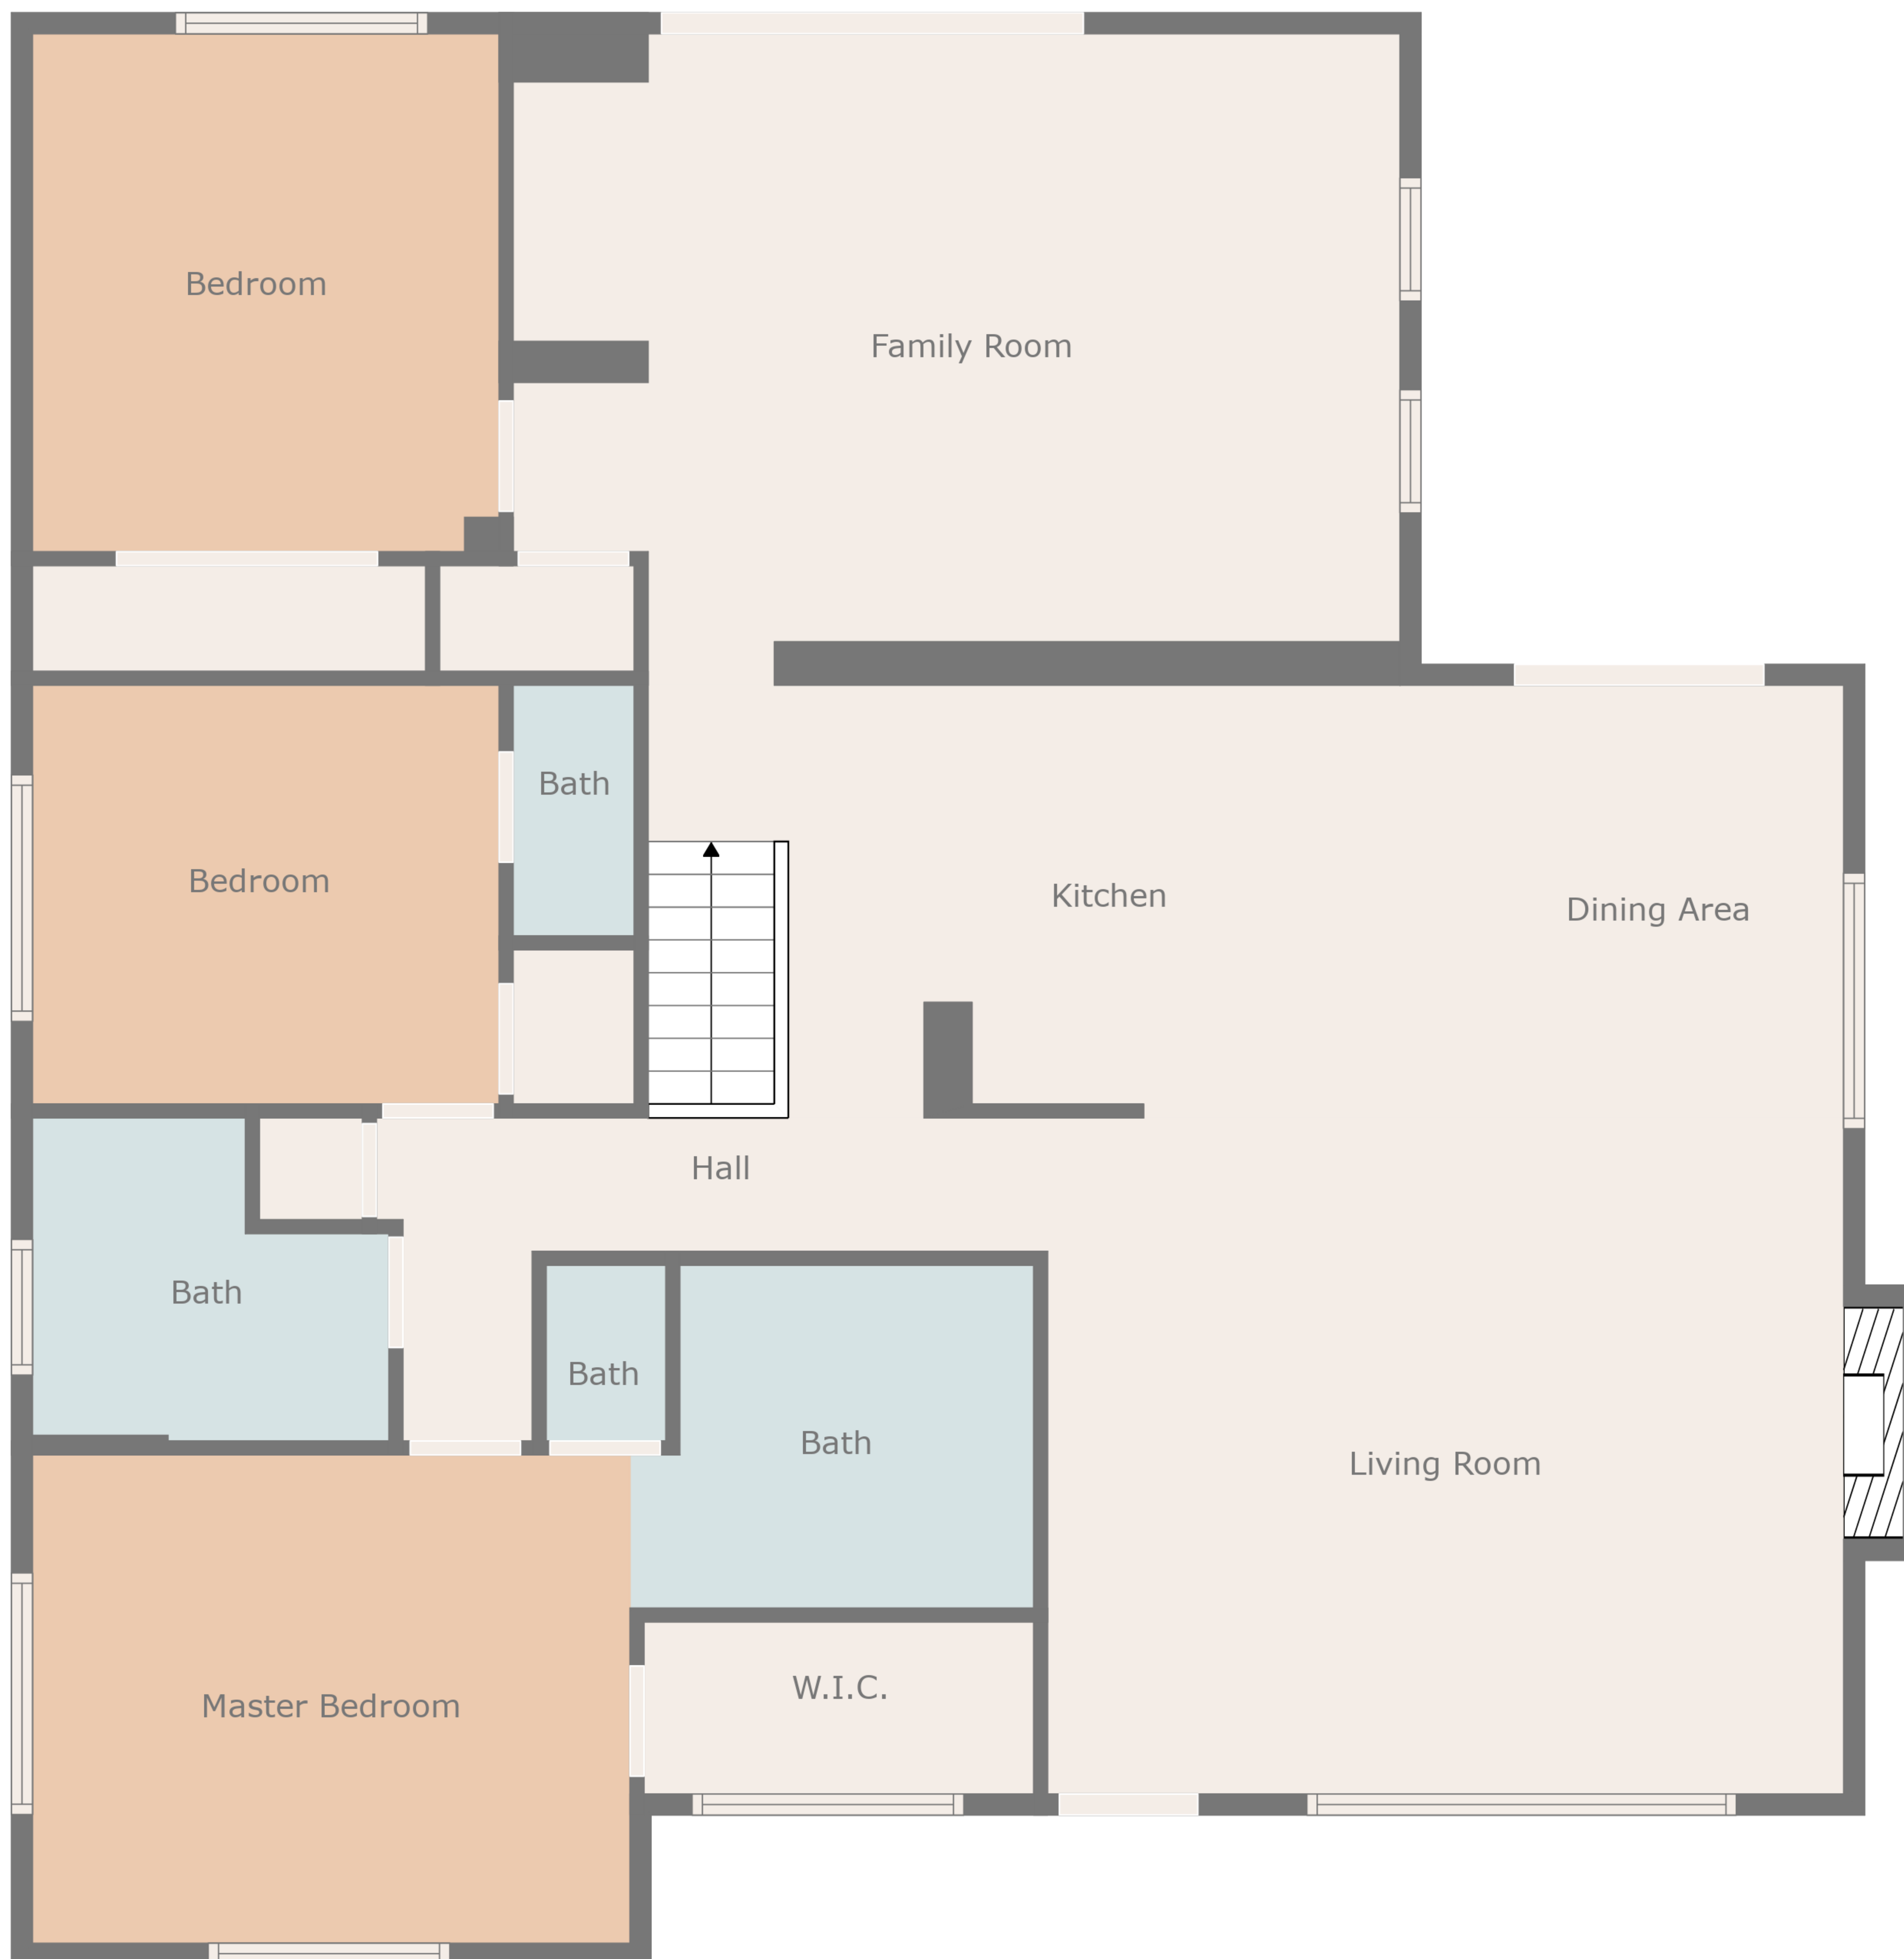 Bedroom
Family Room
Bath
Bedroom
Kitchen
Dining Area
Hall
Bath
Bath
Bath
Living Room
W.I.C.
Master Bedroom